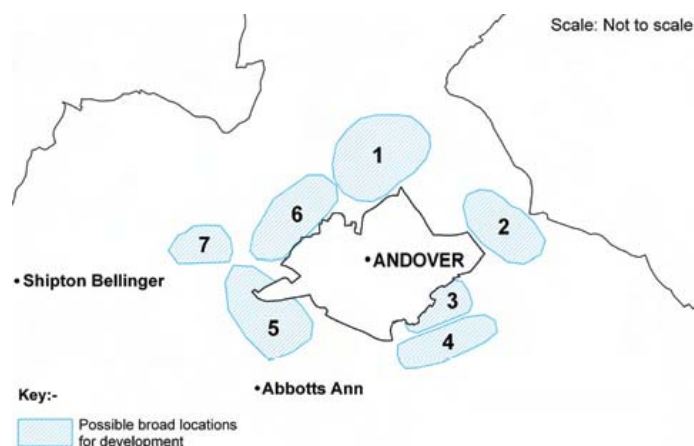 Scale: Not to scale
1
6
2
7
• ANDOVER
• Shipton Bellinger
3
5
4
• Abbotts Ann
Key:-
Possible broad locations
for development